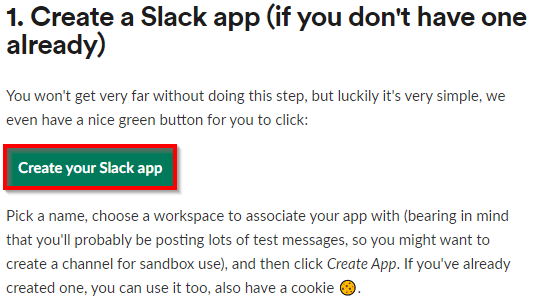 1. Create a Slack app (if you don't have one
already)
You won't get very far without doing this step, but luckily it's very simple, we
even have a nice green button for you to click:
Create your Slack app
Pick a name, choose a workspace to associate your app with (bearing in mind
that you'll probably be posting lots of test messages, so you might want to
create a channel for sandbox use), and then click Create App. If you've already
created one, you can use it too, also have a cookie 🍪.